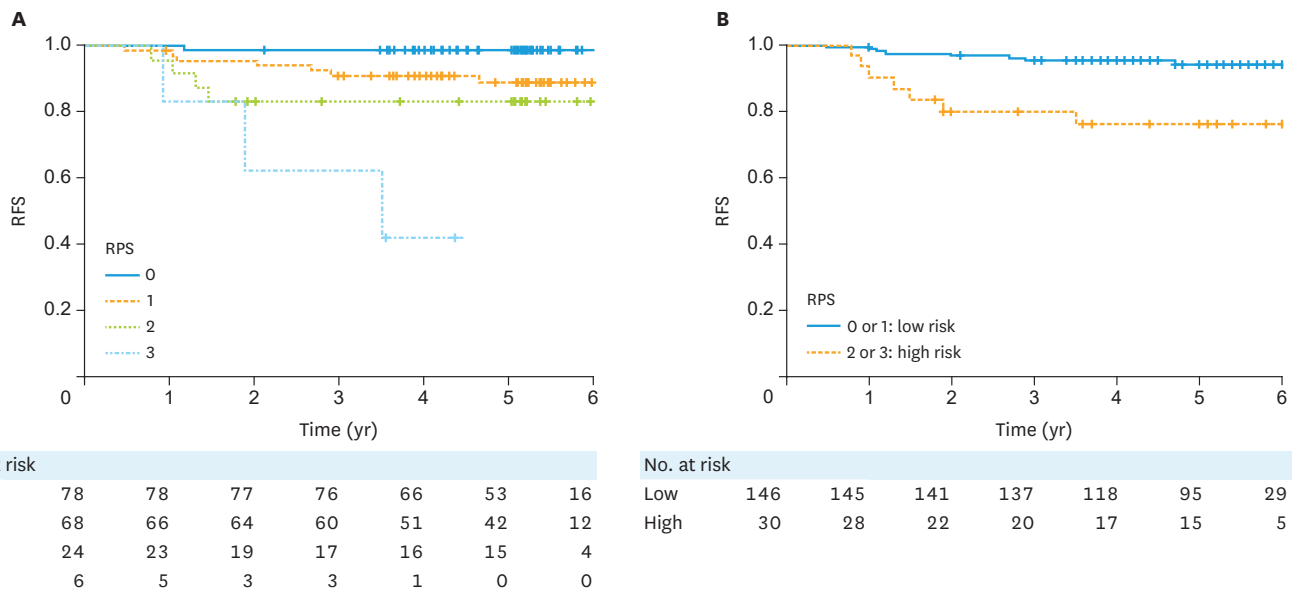 A
1.0
0.8
0.6
0.4
0.2
0
RFS
RPS
0
1
2
3
1 2 3 4 5 6
Time (yr)
risk
78 78 77 76 66 53 16
68 66 64 60 51 42 12
24 23 19 17 16 15 4
6 5 3 3 1 0 0
B
1.0
0.8
0.6
0.4
0.2
0
RFS
RPS
0 or 1: low risk
2 or 3: high risk
1 2 3 4 5 6
Time (yr)
No. at risk
Low 146 145 141 137 118 95 29
High 30 28 22 20 17 15 5